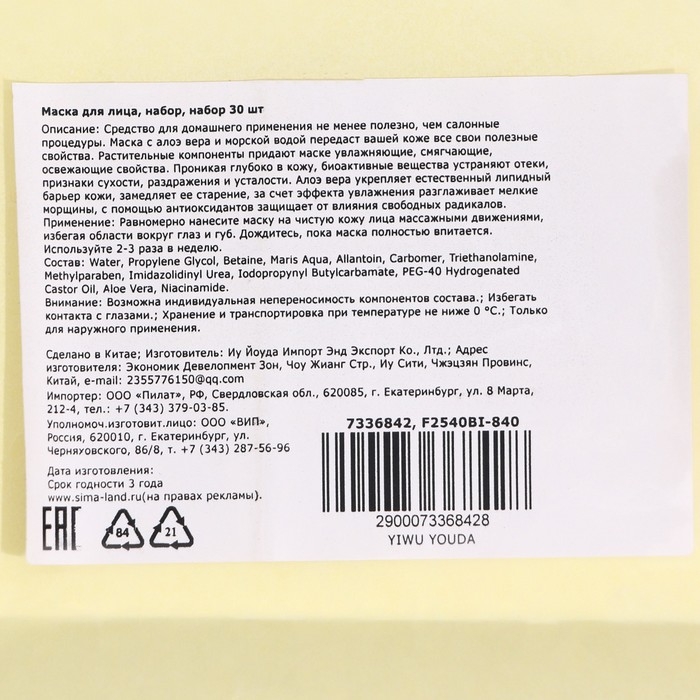 Маска для лица, набор, набор 30 шт
Описание: Средство для домашнего применения не менее полезно, чем салонные
процедуры. Маска с алоэ вера и морской водой передаст вашей коже все свои полезные
свойства. Растительные компоненты придают маске увлажняющие, смягчающие,
освежающие свойства. Проникая глубоко в кожу, биоактивные вещества устраняют отеки,
признаки сухости, раздражения и усталости. Алоэ вера укрепляет естественный липидный
барьер кожи, замедляет ее старение, за счет эффекта увлажнения разглаживает мелкие
морщины, с помощью антиоксидантов защищает от влияния свободных радикалов.
Применение: Равномерно нанесите маску на чистую кожу лица массажными движениями,
избегая области вокруг глаз и губ. Дождитесь, пока маска полностью впитается.
Используйте 2-3 раза в неделю.
Состав: Water, Propylene Glycol, Betaine, Maris Aqua, Allantoin, Carbomer, Triethanolamine,
Methylparaben, Imidazolidinyl Urea, Iodopropynyl Butylcarbamate, PEG-40 Hydrogenated
Castor Oil, Aloe Vera, Niacinamide.
Внимание: Возможна индивидуальная непереносимость компонентов состава.; Избегать
контакта с глазами.; Хранение и транспортировка при температуре не ниже 0 °C.; Только
для наружного применения.
Сделано в Китае; Изготовитель: Иу Йоуда Импорт Энд Экспорт Ко., Лтд.; Адрес
изготовителя: Экономик Девелопмент Зон, Чоу Жианг Стр., Иу Сити, Чжэцзян Провинс,
Китай, e-mail: 2355776150@qq.com
Импортер: ООО «Пилат», РФ, Свердловская обл., 620085, г. Екатеринбург, ул. 8 Марта,
212-4, тел.: +7 (343) 379-03-85.
Уполномоч.изготовит.лицо: ООО «ВИП»,
Россия, 620010, г. Екатеринбург, ул.
Черняховского, 86/8, т. +7 (343) 287-56-96
7336842, F2540BI-840
Дата изготовления:
Срок годности 3 года
www.sima-land.ru(на правах рекламы).
2900073368428
YIWU YOUDA
EAC
84
21